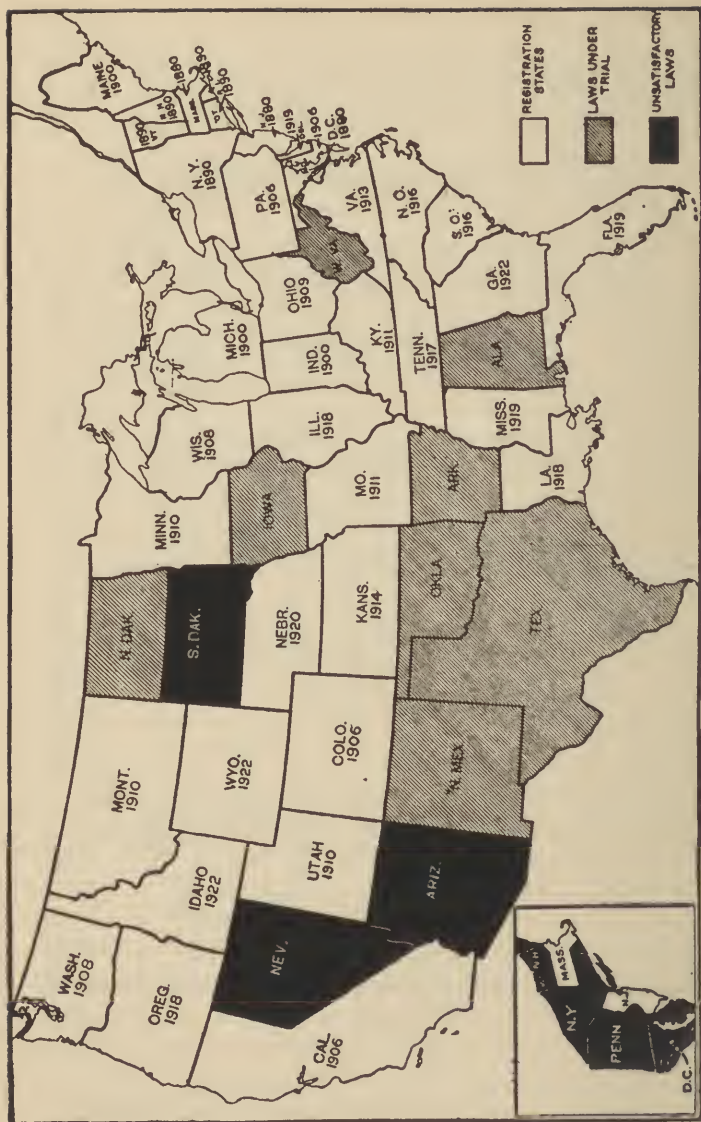 WASH.
1908
OREG.
1918
CAL.
1906
IDAHO
1922
NEV.
MONT.
1910
WYO.
1922
UTAH
1910
ARIZ.
COLO.
1906
N. MEX.
N. DAK.
S. DAK.
NEBR.
1920
KANS.
1914
OKLA
TEX.
MINN.
1910
IOWA
MO.
1911
ARK.
LA.
1918
WIS.
1908
ILL.
1918
MISS.
1919
MICH.
1900
IND.
1900
KY.
1911
TENN.
1917
ALA
OHIO
1909
W. VA.
GA.
1922
PA.
1906
VA.
1913
N. C.
1916
S. C.
1916
FLA.
1919
N.Y.
1890
MAINE
1900
VT
1890
N H
1890
MASS.
1880
1890
1890
N.J.
1880
DEL.
1919
1906
D.C.
1880
REGISTRATION
STATES
LAWS UNDER
TRIAL
UNSATISFACTORY
LAWS
N.H
MASS.
N.Y
N.J.
PENN
D.C.